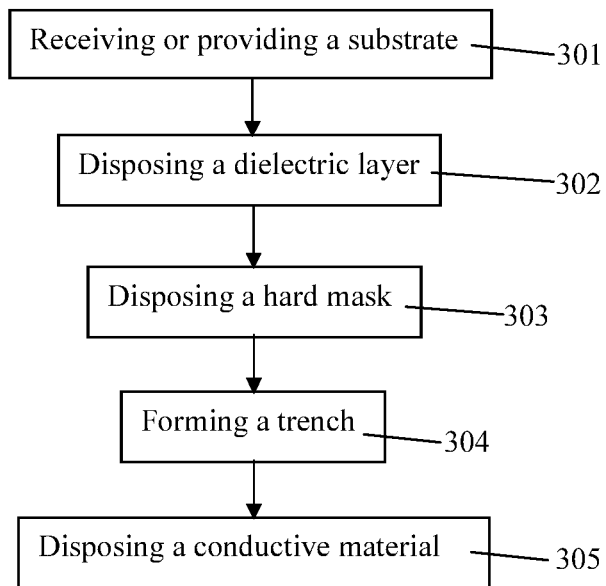 Receiving or providing a substrate
301
Disposing a dielectric layer
302
Disposing a hard mask
303
Forming a trench
304
Disposing a conductive material
305